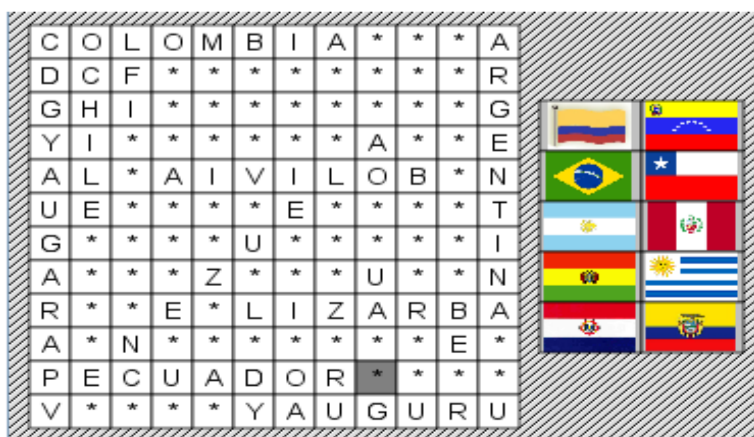 C O L O M B I A * * * A
D C F * * * * * * * * R
G H I * * * * * * * * G
Y I * * * * * * A * * E
A L * A I V I L O B * N
U E * * * * E * * * * T
G * * * * U * * * * * I
A * * * Z * * * U * * N
R * * E * L I Z A R B A
A * N * * * * * * * E *
P E C U A D O R * * * *
V * * * * Y A U G U R U